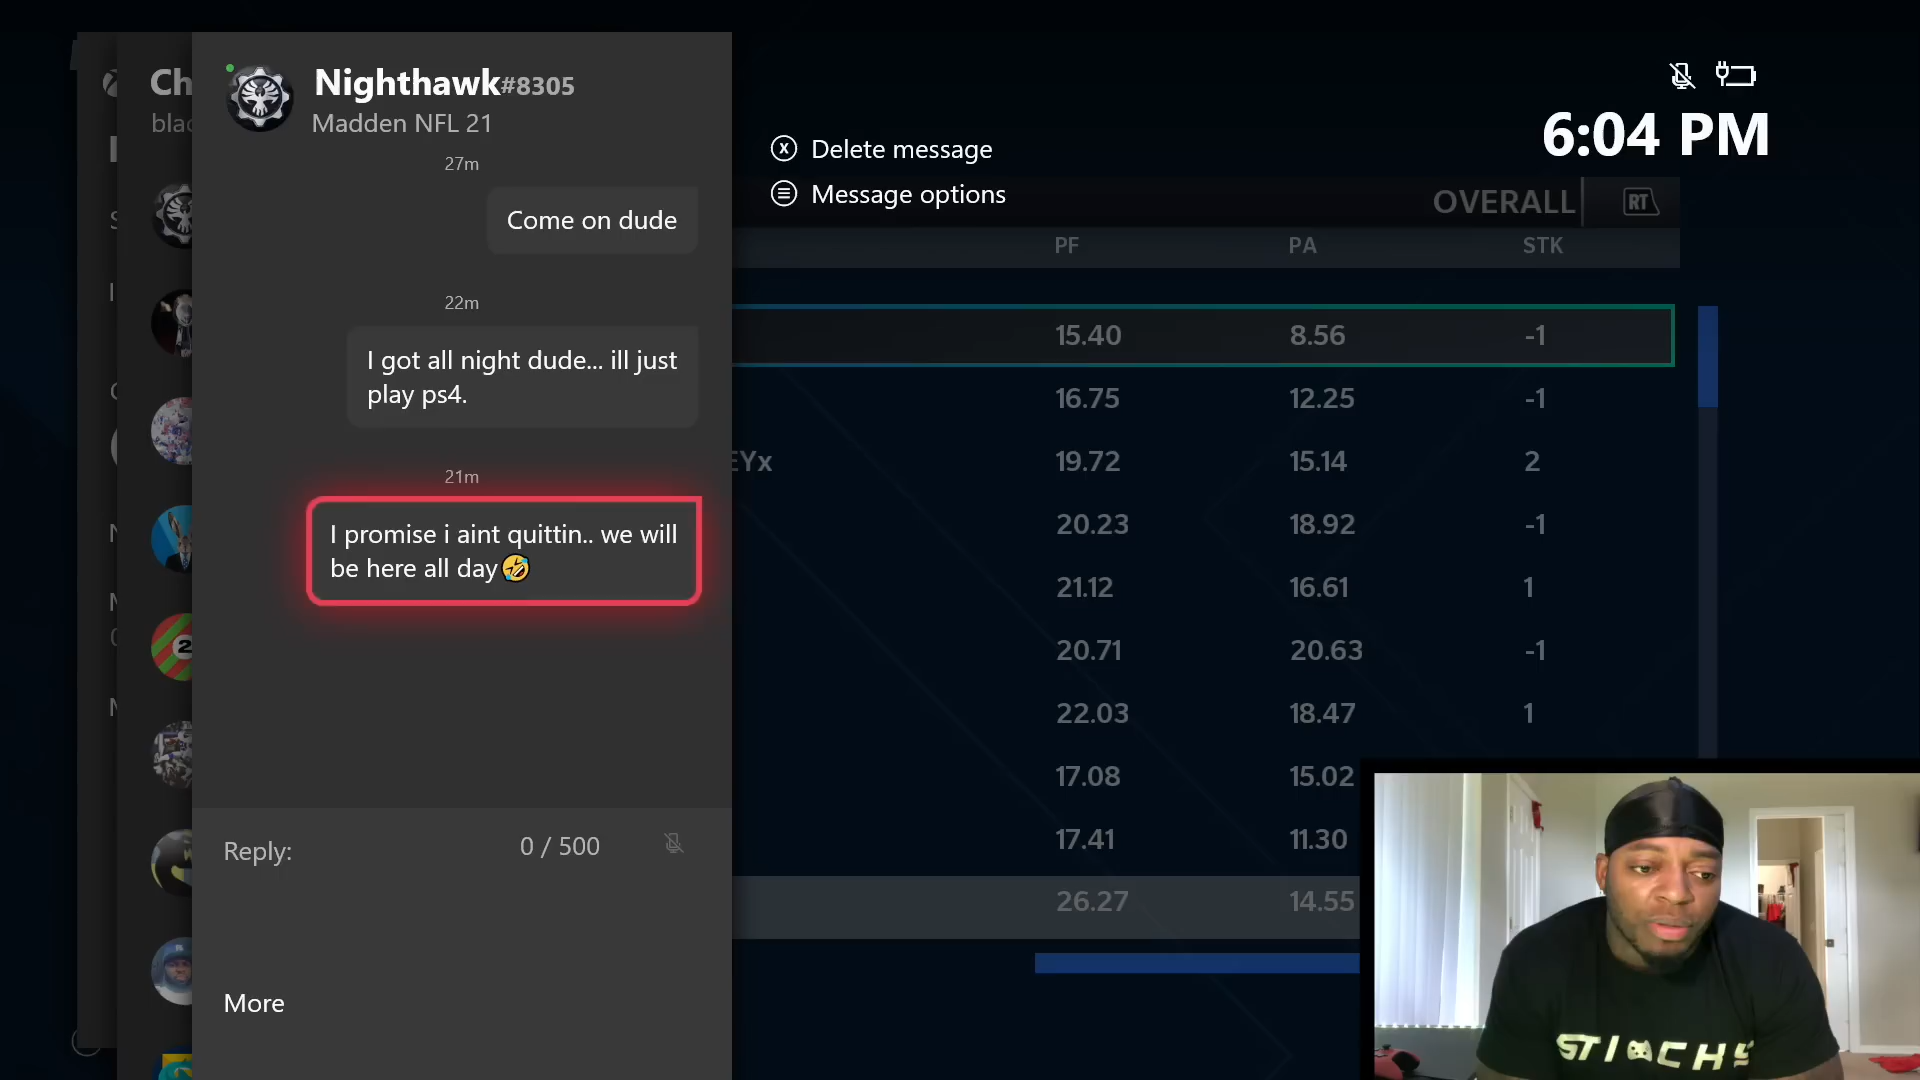 Ch
blac
Nighthawk#8305
Madden NFL 21
27m
Come on dude
22m
I got all night dude... ill just
play ps4.
21m
I promise i aint quittin.. we will
be here all day🤣
Reply:
0 / 500
More
X Delete message
Message options
6:04 PM
OVERALL
RT
PF PA STK
15.40 8.56 -1
16.75 12.25 -1
EYx 19.72 15.14 2
20.23 18.92 -1
21.12 16.61 1
20.71 20.63 -1
22.03 18.47 1
17.08 15.02
17.41 11.30
26.27 14.55
2